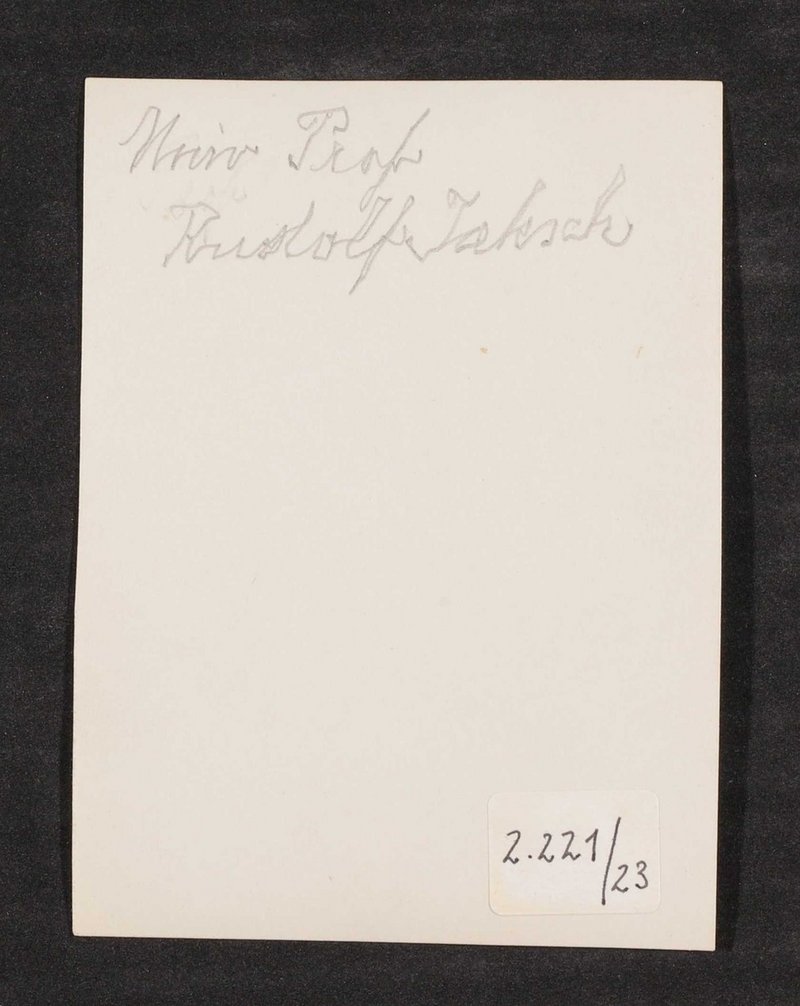 Univ Prof
Rudolf Jaksch
2.221/23